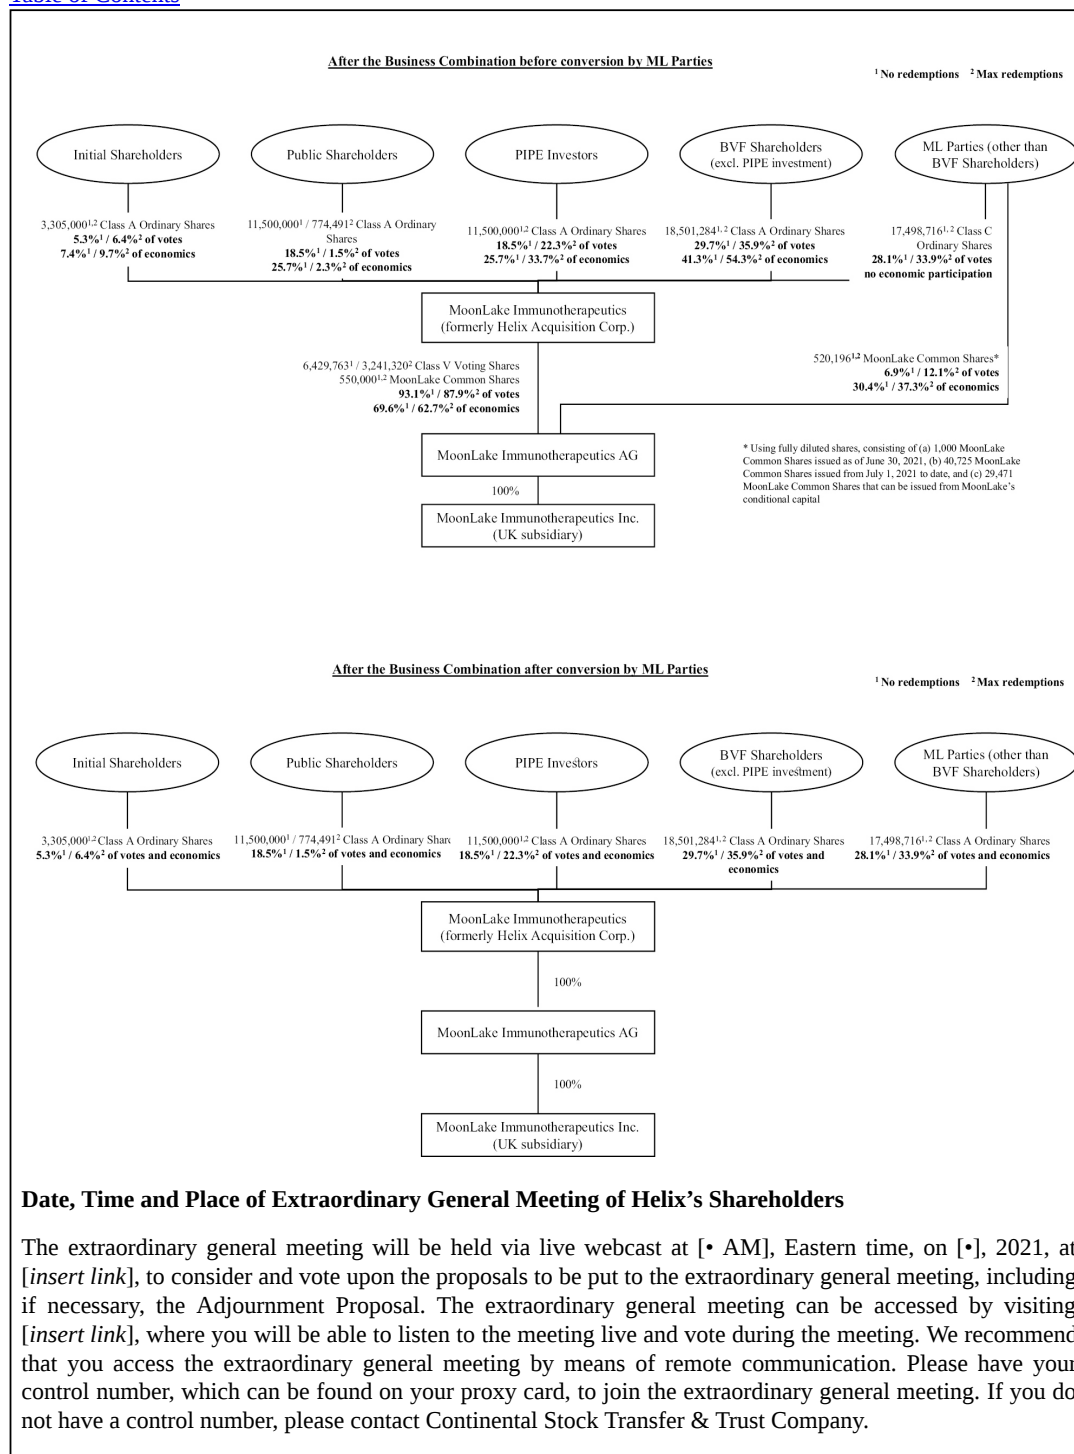 Table of Contents
After the Business Combination before conversion by ML Parties
¹ No redemptions ² Max redemptions
Initial Shareholders
Public Shareholders
PIPE Investors
BVF Shareholders
(excl. PIPE investment)
ML Parties (other than
BVF Shareholders)
3,305,000¹,² Class A Ordinary Shares
5.3%¹ / 6.4%² of votes
7.4%¹ / 9.7%² of economics
11,500,000¹ / 774,491² Class A Ordinary
Shares
18.5%¹ / 1.5%² of votes
25.7%¹ / 2.3%² of economics
11,500,000¹,² Class A Ordinary Shares
18.5%¹ / 22.3%² of votes
25.7%¹ / 33.7%² of economics
18,501,284¹,² Class A Ordinary Shares
29.7%¹ / 35.9%² of votes
41.3%¹ / 54.3%² of economics
17,498,716¹,² Class C
Ordinary Shares
28.1%¹ / 33.9%² of votes
no economic participation
MoonLake Immunotherapeutics
(formerly Helix Acquisition Corp.)
6,429,763¹ / 3,241,320² Class V Voting Shares
550,000¹,² MoonLake Common Shares
93.1%¹ / 87.9%² of votes
69.6%¹ / 62.7%² of economics
520,196¹,² MoonLake Common Shares*
6.9%¹ / 12.1%² of votes
30.4%¹ / 37.3%² of economics
MoonLake Immunotherapeutics AG
100%
MoonLake Immunotherapeutics Inc.
(UK subsidiary)
* Using fully diluted shares, consisting of (a) 1,000 MoonLake
Common Shares issued as of June 30, 2021, (b) 40,725 MoonLake
Common Shares issued from July 1, 2021 to date, and (c) 29,471
MoonLake Common Shares that can be issued from MoonLake's
conditional capital
After the Business Combination after conversion by ML Parties
¹ No redemptions ² Max redemptions
Initial Shareholders
Public Shareholders
PIPE Investors
BVF Shareholders
(excl. PIPE investment)
ML Parties (other than
BVF Shareholders)
3,305,000¹,² Class A Ordinary Shares
5.3%¹ / 6.4%² of votes and economics
11,500,000¹ / 774,491² Class A Ordinary Share
18.5%¹ / 1.5%² of votes and economics
11,500,000¹,² Class A Ordinary Shares
18.5%¹ / 22.3%² of votes and economics
18,501,284¹,² Class A Ordinary Shares
29.7%¹ / 35.9%² of votes and
economics
17,498,716¹,² Class A Ordinary Shares
28.1%¹ / 33.9%² of votes and economics
MoonLake Immunotherapeutics
(formerly Helix Acquisition Corp.)
100%
MoonLake Immunotherapeutics AG
100%
MoonLake Immunotherapeutics Inc.
(UK subsidiary)
Date, Time and Place of Extraordinary General Meeting of Helix's Shareholders
The extraordinary general meeting will be held via live webcast at [• AM], Eastern time, on [•], 2021, at
[insert link], to consider and vote upon the proposals to be put to the extraordinary general meeting, including
if necessary, the Adjournment Proposal. The extraordinary general meeting can be accessed by visiting
[insert link], where you will be able to listen to the meeting live and vote during the meeting. We recommend
that you access the extraordinary general meeting by means of remote communication. Please have your
control number, which can be found on your proxy card, to join the extraordinary general meeting. If you do
not have a control number, please contact Continental Stock Transfer & Trust Company.